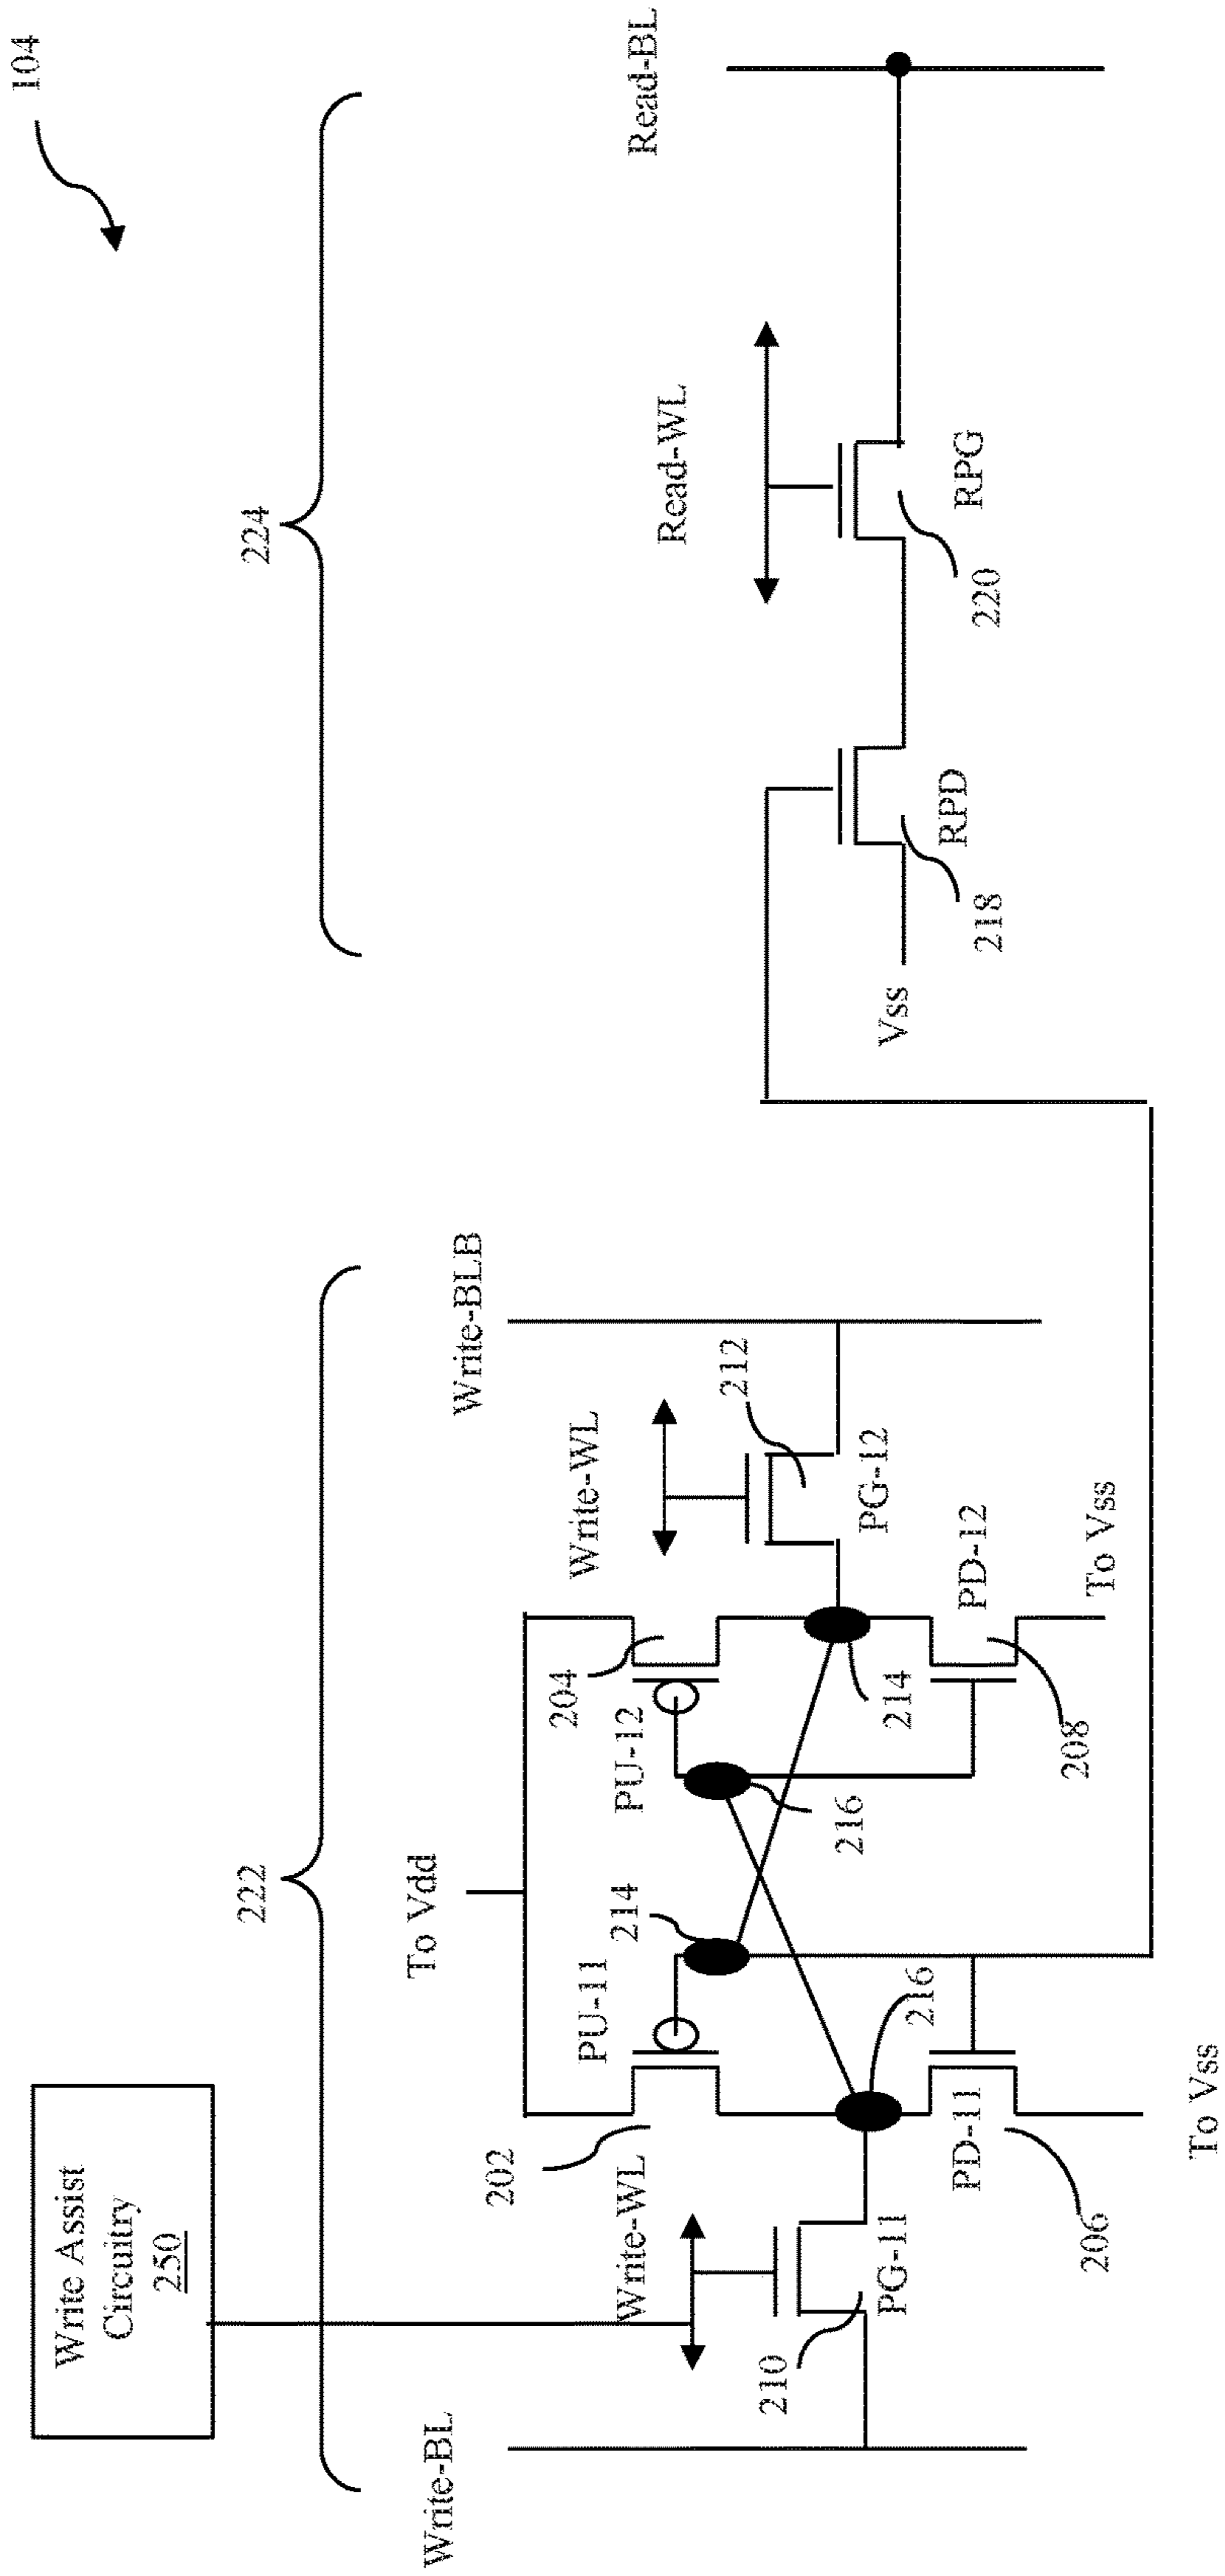 104
Write Assist
Circuitry
250
222
224
Write-BL
To Vdd
Write-BLB
Read-BL
202
PU-11
214
PU-12
204
Write-WL
Write-WL
212
Read-WL
210
PG-11
216
216
214
PG-12
Vss
218
RPD
220
RPG
PD-11
206
208
PD-12
To Vss
To Vss